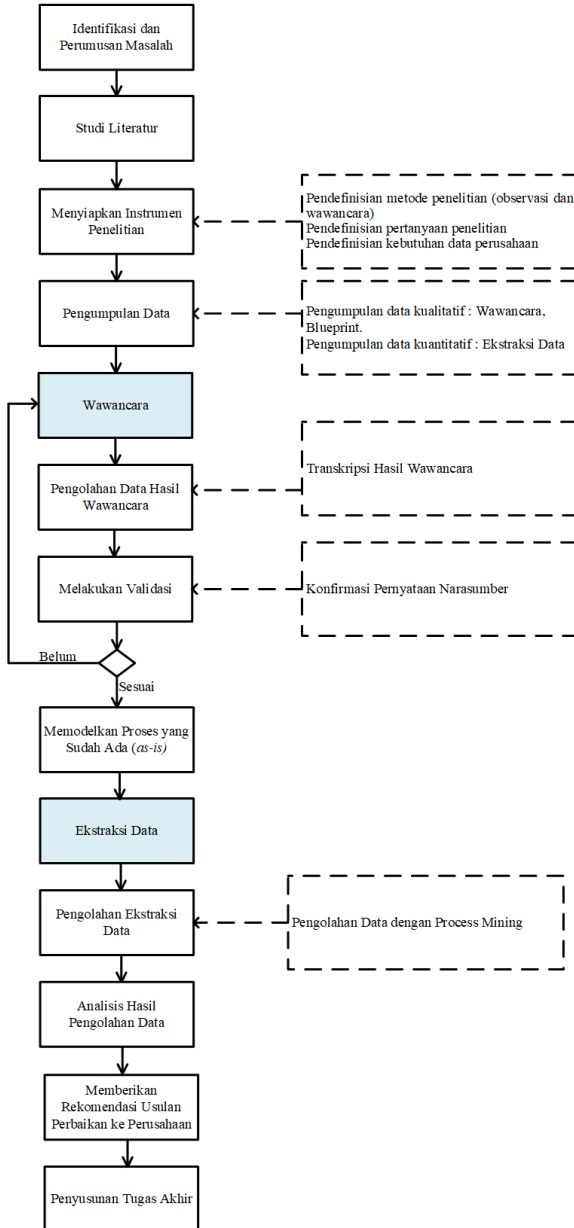 Identifikasi dan
Perumusan Masalah
Studi Literatur
Menyiapkan Instrumen
Penelitian
Pendefinisian metode penelitian (observasi dan
wawancara)
Pendefinisian pertanyaan penelitian
Pendefinisian kebutuhan data perusahaan
Pengumpulan Data
Pengumpulan data kualitatif : Wawancara,
Blueprint.
Pengumpulan data kuantitatif : Ekstraksi Data
Wawancara
Pengolahan Data Hasil
Wawancara
Transkripsi Hasil Wawancara
Melakukan Validasi
Konfirmasi Pernyataan Narasumber
Belum
Sesuai
Memodelkan Proses yang
Sudah Ada (as-is)
Ekstraksi Data
Pengolahan Ekstraksi
Data
Pengolahan Data dengan Process Mining
Analisis Hasil
Pengolahan Data
Memberikan
Rekomendasi Usulan
Perbaikan ke Perusahaan
Penyusunan Tugas Akhir